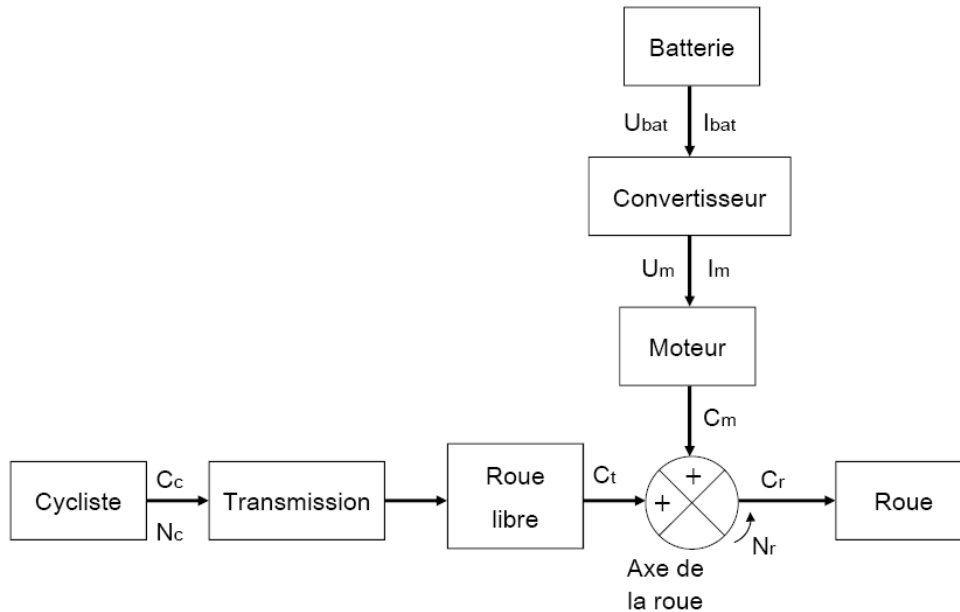 Batterie
Ubat Ibat
Convertisseur
Um Im
Moteur
Cm
Cycliste
Cc
Nc
Transmission
Roue
libre
Ct
+
+
Cr
Nr
Roue
Axe de
la roue